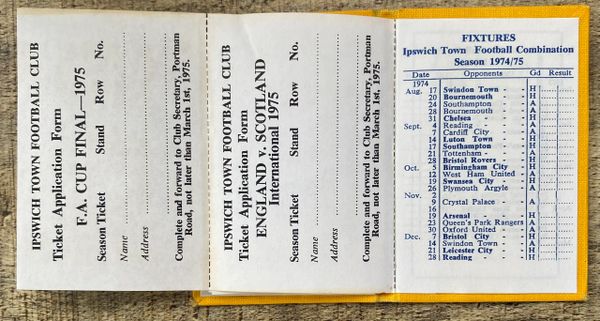 IPSWICH TOWN FOOTBALL CLUB
Ticket Application Form
F.A. CUP FINAL—1975
Season Ticket Stand Row No.
Name
Address
Complete and forward to Club Secretary, Portman
Road, not later than March 1st, 1975.
IPSWICH TOWN FOOTBALL CLUB
Ticket Application Form
ENGLAND v. SCOTLAND
International 1975
Season Ticket Stand Row No.
Name
Address
Complete and forward to Club Secretary, Portman
Road, not later than March 1st, 1975.
FIXTURES
Ipswich Town Football Combination
Season 1974/75
Date Opponents Gd Result
1974
Aug. 17 Swindon Town - - H
20 Bournemouth - - H
24 Southampton - - A
28 Bournemouth - - A
31 Chelsea - - - H
Sept. 4 Reading - - - A
7 Cardiff City - - A
14 Luton Town - - H
17 Southampton - - H
21 Tottenham - - - A
28 Bristol Rovers - - H
Oct. 5 Birmingham City - H
12 West Ham United - A
19 Swansea City - - H
26 Plymouth Argyle - A
Nov. 2
9 Crystal Palace - - A
16
19 Arsenal - - - H
23 Queen's Park Rangers A
30 Oxford United - - A
Dec. 7 Bristol City - - H
14 Swindon Town - - A
21 Leicester City - - H
28 Reading - - - H